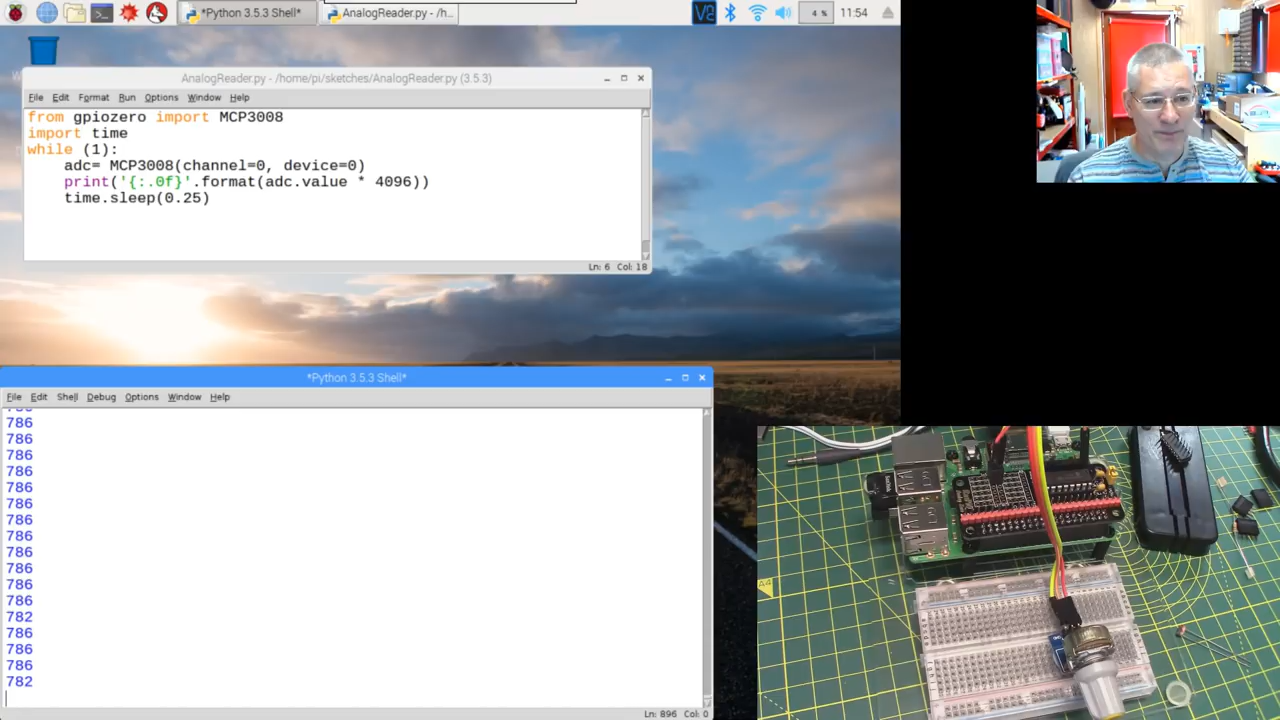 *Python 3.5.3 Shell*
AnalogReader.py - /h...
4 %
11:54
AnalogReader.py - /home/pi/sketches/AnalogReader.py (3.5.3)
File Edit Format Run Options Window Help
from gpiozero import MCP3008
import time
while (1):
    adc= MCP3008(channel=0, device=0)
    print('{:.0f}'.format(adc.value * 4096))
    time.sleep(0.25)
Ln: 6 Col: 18
*Python 3.5.3 Shell*
File Edit Shell Debug Options Window Help
786
786
786
786
786
786
786
786
786
786
786
786
782
786
786
786
782
Ln: 896 Col: 0
A4